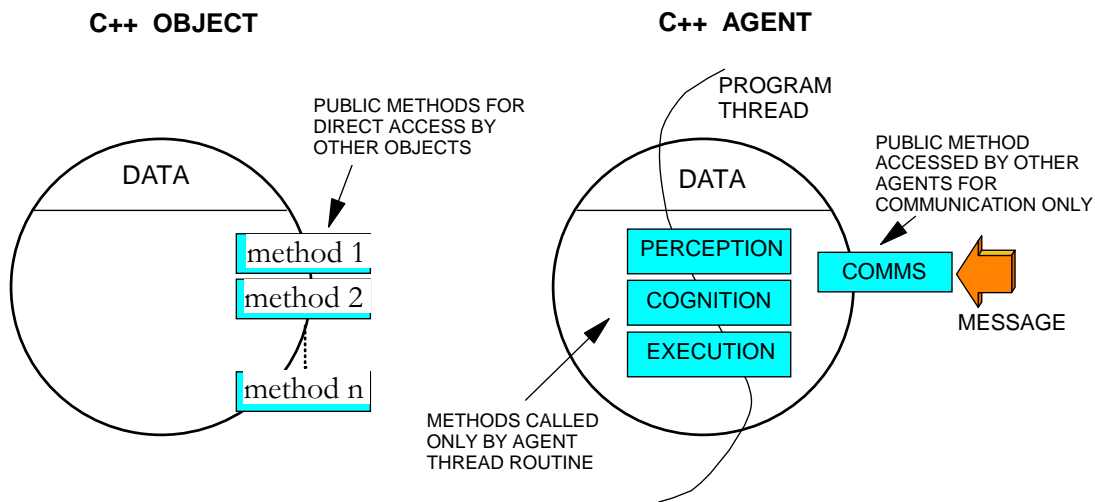 C++ OBJECT
PUBLIC METHODS FOR
DIRECT ACCESS BY
OTHER OBJECTS
DATA
method 1
method 2
method n
C++ AGENT
PROGRAM
THREAD
PUBLIC METHOD
ACCESSED BY OTHER
AGENTS FOR
COMMUNICATION ONLY
DATA
PERCEPTION
COGNITION
EXECUTION
COMMS
MESSAGE
METHODS CALLED
ONLY BY AGENT
THREAD ROUTINE